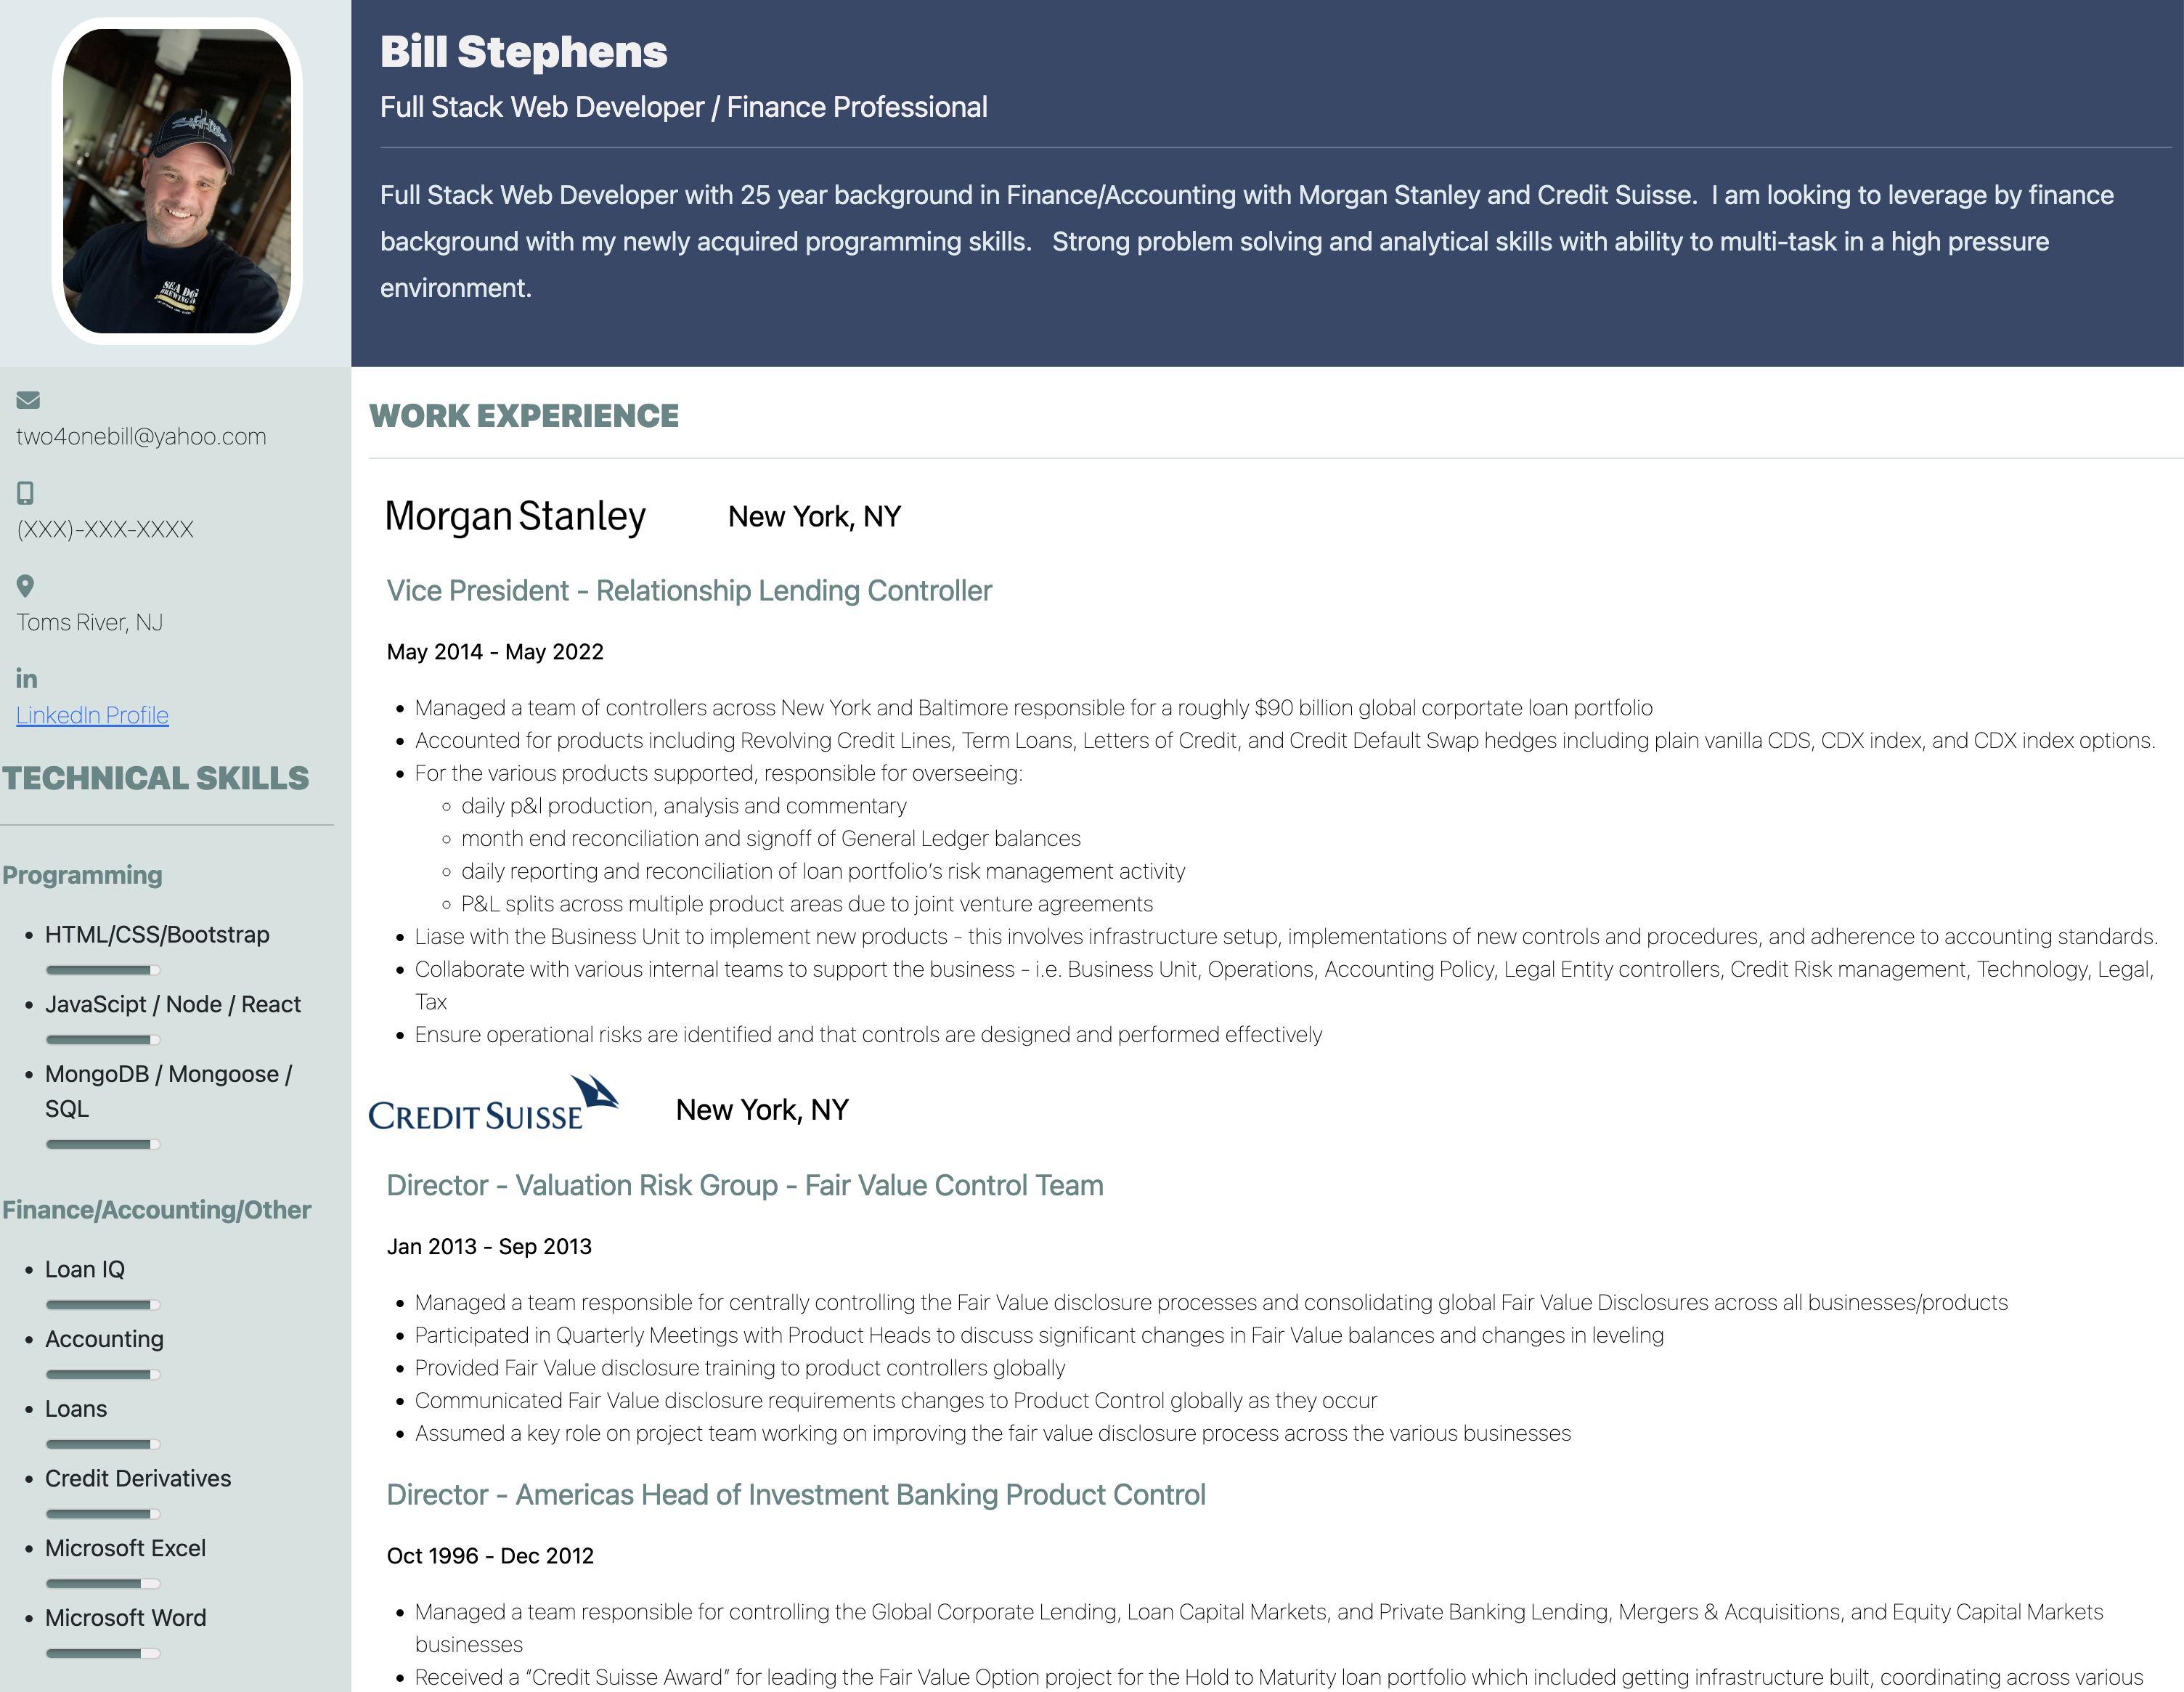 Bill Stephens
Full Stack Web Developer / Finance Professional
Full Stack Web Developer with 25 year background in Finance/Accounting with Morgan Stanley and Credit Suisse. I am looking to leverage by finance
background with my newly acquired programming skills. Strong problem solving and analytical skills with ability to multi-task in a high pressure
environment.
SEA DOG
BREWING
two4onebill@yahoo.com
(XXX)-XXX-XXXX
Toms River, NJ
in
LinkedIn Profile
TECHNICAL SKILLS
Programming
HTML/CSS/Bootstrap
JavaScipt / Node / React
MongoDB / Mongoose /
SQL
Finance/Accounting/Other
Loan IQ
Accounting
Loans
Credit Derivatives
Microsoft Excel
Microsoft Word
WORK EXPERIENCE
Morgan Stanley New York, NY
Vice President - Relationship Lending Controller
May 2014 - May 2022
Managed a team of controllers across New York and Baltimore responsible for a roughly $90 billion global corportate loan portfolio
Accounted for products including Revolving Credit Lines, Term Loans, Letters of Credit, and Credit Default Swap hedges including plain vanilla CDS, CDX index, and CDX index options.
For the various products supported, responsible for overseeing:
daily p&l production, analysis and commentary
month end reconciliation and signoff of General Ledger balances
daily reporting and reconciliation of loan portfolio's risk management activity
P&L splits across multiple product areas due to joint venture agreements
Liase with the Business Unit to implement new products - this involves infrastructure setup, implementations of new controls and procedures, and adherence to accounting standards.
Collaborate with various internal teams to support the business - i.e. Business Unit, Operations, Accounting Policy, Legal Entity controllers, Credit Risk management, Technology, Legal,
Tax
Ensure operational risks are identified and that controls are designed and performed effectively
CREDIT SUISSE New York, NY
Director - Valuation Risk Group - Fair Value Control Team
Jan 2013 - Sep 2013
Managed a team responsible for centrally controlling the Fair Value disclosure processes and consolidating global Fair Value Disclosures across all businesses/products
Participated in Quarterly Meetings with Product Heads to discuss significant changes in Fair Value balances and changes in leveling
Provided Fair Value disclosure training to product controllers globally
Communicated Fair Value disclosure requirements changes to Product Control globally as they occur
Assumed a key role on project team working on improving the fair value disclosure process across the various businesses
Director - Americas Head of Investment Banking Product Control
Oct 1996 - Dec 2012
Managed a team responsible for controlling the Global Corporate Lending, Loan Capital Markets, and Private Banking Lending, Mergers & Acquisitions, and Equity Capital Markets
businesses
Received a “Credit Suisse Award” for leading the Fair Value Option project for the Hold to Maturity loan portfolio which included getting infrastructure built, coordinating across various